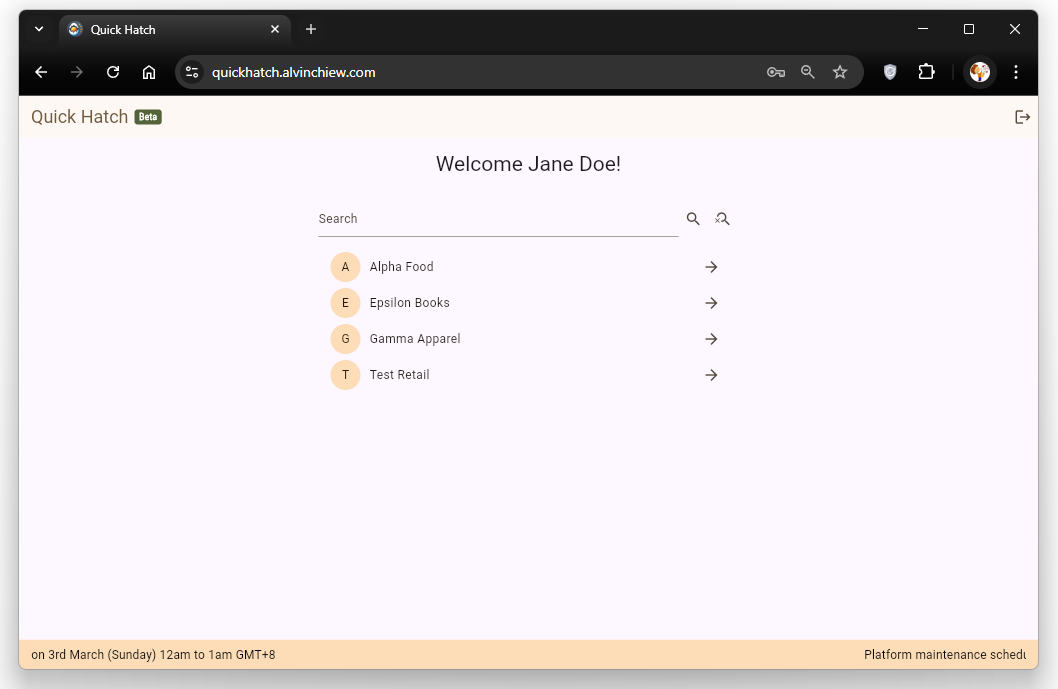 Quick Hatch
quickhatch.alvinchiew.com
Quick Hatch Beta
Welcome Jane Doe!
Search
A Alpha Food
E Epsilon Books
G Gamma Apparel
T Test Retail
on 3rd March (Sunday) 12am to 1am GMT+8 Platform maintenance schedu